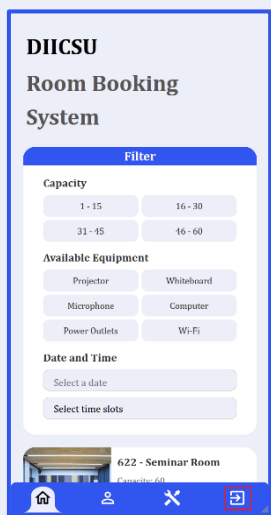 DIICSU
Room Booking
System
Filter
Capacity
1 - 15
16 - 30
31 - 45
46 - 60
Available Equipment
Projector
Whiteboard
Microphone
Computer
Power Outlets
Wi-Fi
Date and Time
Select a date
Select time slots
622 - Seminar Room
Capacity: 60